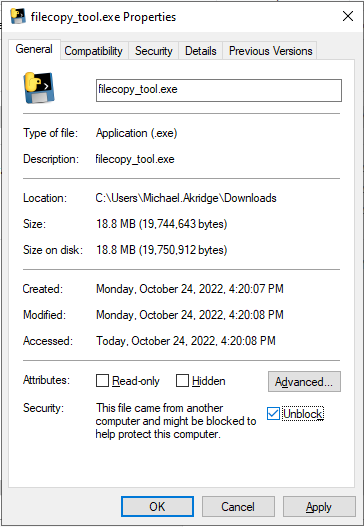 filecopy_tool.exe Properties
General Compatibility Security Details Previous Versions
filecopy_tool.exe
Type of file: Application (.exe)
Description: filecopy_tool.exe
Location: C:\Users\Michael.Akridge\Downloads
Size: 18.8 MB (19,744,643 bytes)
Size on disk: 18.8 MB (19,750,912 bytes)
Created: Monday, October 24, 2022, 4:20:07 PM
Modified: Monday, October 24, 2022, 4:20:08 PM
Accessed: Today, October 24, 2022, 4:20:08 PM
Attributes: Read-only Hidden Advanced...
Security: This file came from another Unblock
computer and might be blocked to
help protect this computer.
OK Cancel Apply